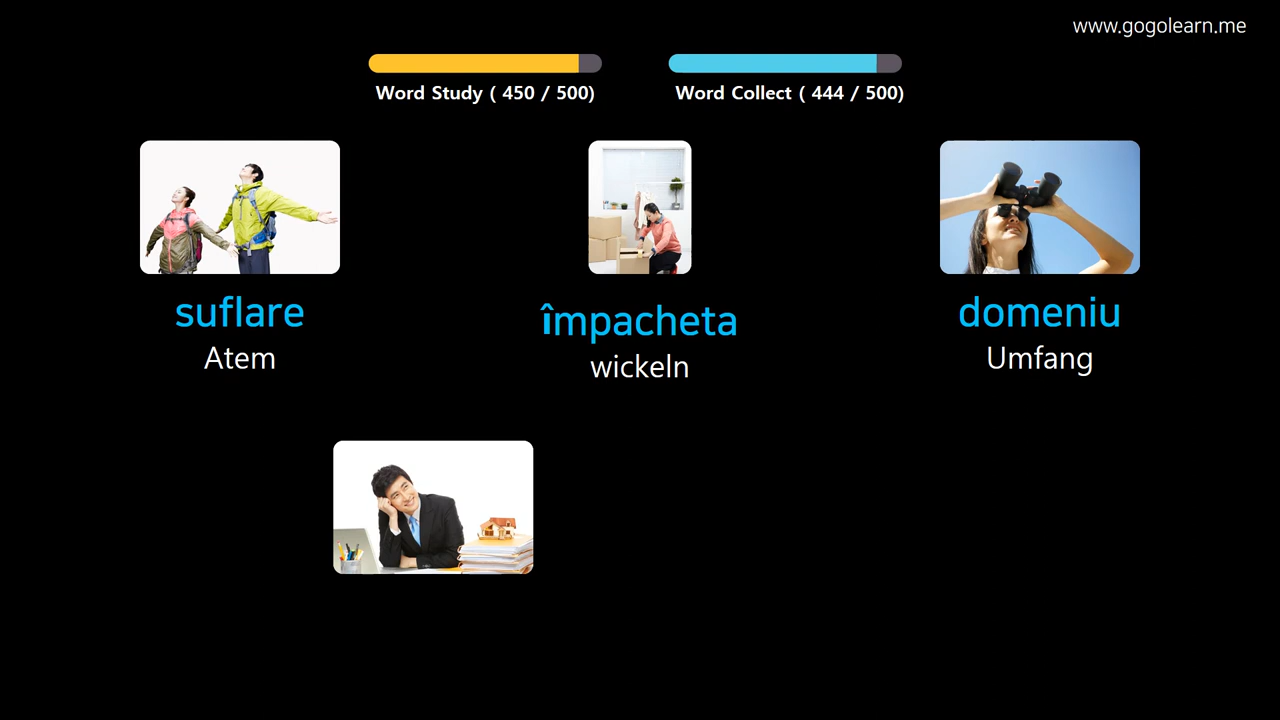 www.gogolearn.me
Word Study ( 450 / 500)
Word Collect ( 444 / 500)
suflare
Atem
împacheta
wickeln
domeniu
Umfang